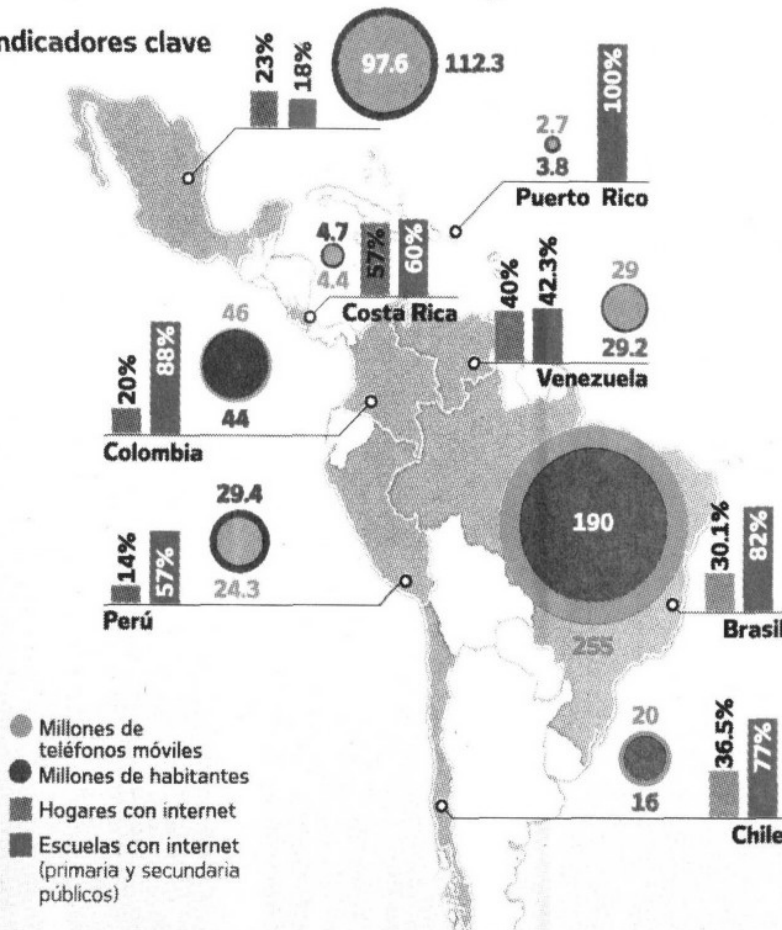 ndicadores clave
23%
18%
97.6
112.3
2.7
3.8
100%
Puerto Rico
4.7
4.4
57%
60%
Costa Rica
40%
42.3%
29
29.2
Venezuela
20%
88%
46
44
Colombia
14%
57%
29.4
24.3
Perú
190
255
30.1%
82%
Brasil
20
16
36.5%
77%
Chile
Millones de
teléfonos móviles
Millones de habitantes
Hogares con internet
Escuelas con internet
(primaria y secundaria
públicos)